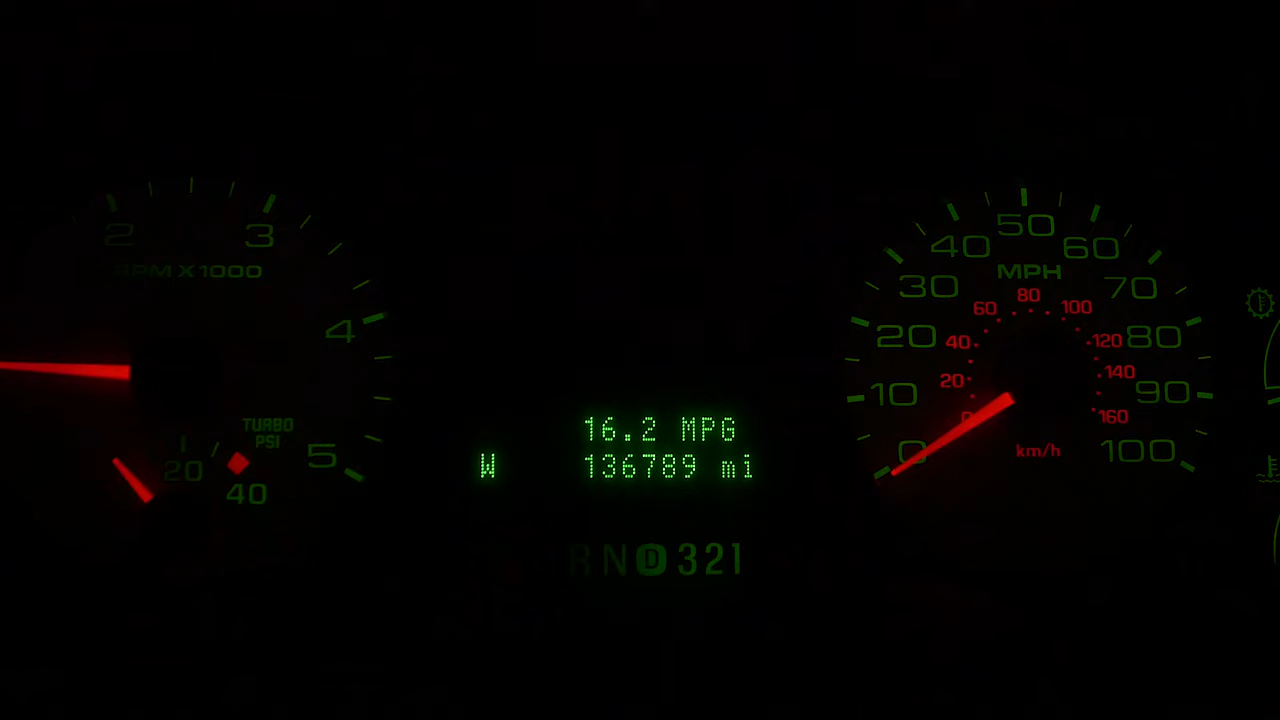 2 3 4 5
RPM X 1000
TURBO
PSI
20 40
16.2 MPG
W 136789 mi
R N D 3 2 1
0 10 20 30 40 50 60 70 80 90 100
MPH
0 20 40 60 80 100 120 140 160
km/h